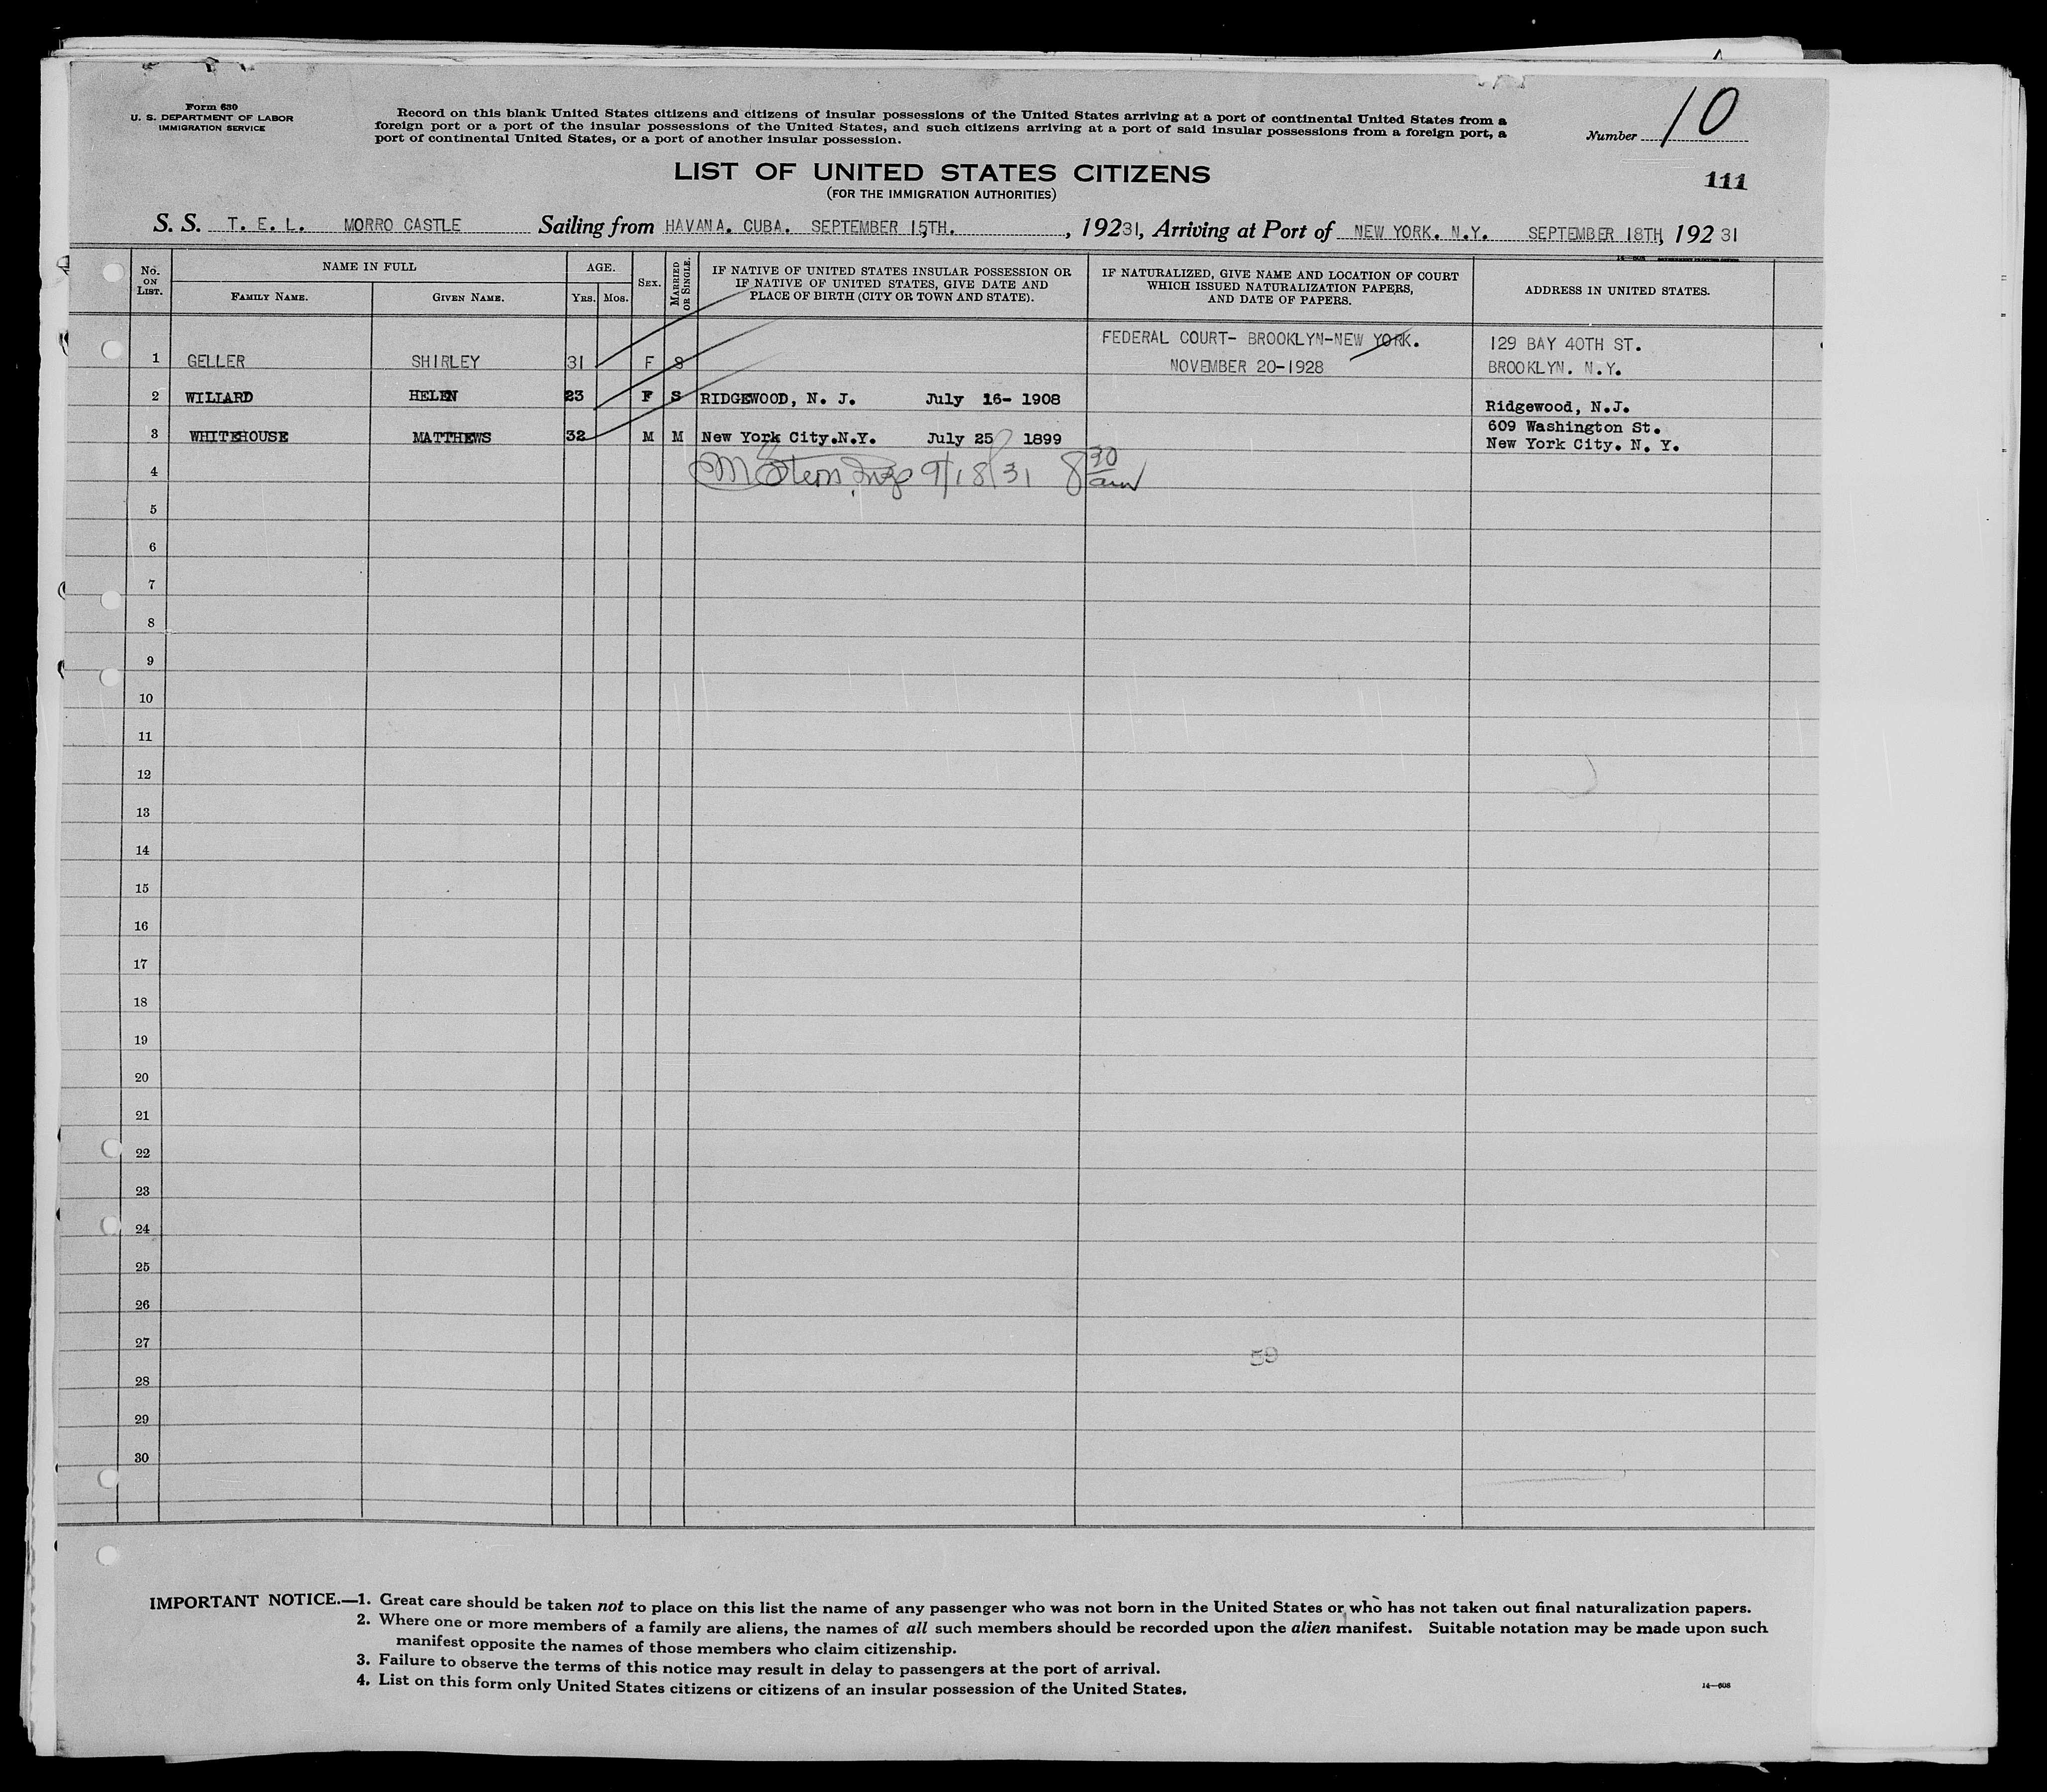 Form 630
U. S. DEPARTMENT OF LABOR
IMMIGRATION SERVICE
Record on this blank United States citizens and citizens of insular possessions of the United States arriving at a port of continental United States from a
foreign port or a port of the insular possessions of the United States, and such citizens arriving at a port of said insular possessions from a foreign port, a
port of continental United States, or a port of another insular possession.
Number 10
LIST OF UNITED STATES CITIZENS
(FOR THE IMMIGRATION AUTHORITIES)
111
S. S. T. E. L. MORRO CASTLE Sailing from HAVANA. CUBA. SEPTEMBER 15TH. , 19231, Arriving at Port of NEW YORK. N.Y. SEPTEMBER 18TH, 19231
No. ON LIST.
NAME IN FULL
FAMILY NAME.
GIVEN NAME.
AGE.
YRS. MOS.
SEX.
MARRIED OR SINGLE.
IF NATIVE OF UNITED STATES INSULAR POSSESSION OR
IF NATIVE OF UNITED STATES, GIVE DATE AND
PLACE OF BIRTH (CITY OR TOWN AND STATE).
IF NATURALIZED, GIVE NAME AND LOCATION OF COURT
WHICH ISSUED NATURALIZATION PAPERS,
AND DATE OF PAPERS.
ADDRESS IN UNITED STATES.
FEDERAL COURT- BROOKLYN-NEW YORK. 129 BAY 40TH ST.
1 GELLER SHIRLEY 31 F S NOVEMBER 20-1928 BROOKLYN. N.Y.
2 WILLARD HELEN 23 F S RIDGEWOOD, N. J. July 16- 1908 Ridgewood, N.J.
609 Washington St.
3 WHITEHOUSE MATTHEWS 32 M M New York City.N.Y. July 25 1899 New York City. N. Y.
4 9/18/31 8 30 am
5
6
7
8
9
10
11
12
13
14
15
16
17
18
19
20
21
22
23
24
25
26
27
59
28
29
30
IMPORTANT NOTICE.—1. Great care should be taken not to place on this list the name of any passenger who was not born in the United States or who has not taken out final naturalization papers.
2. Where one or more members of a family are aliens, the names of all such members should be recorded upon the alien manifest. Suitable notation may be made upon such
manifest opposite the names of those members who claim citizenship.
3. Failure to observe the terms of this notice may result in delay to passengers at the port of arrival.
4. List on this form only United States citizens or citizens of an insular possession of the United States.
14—608